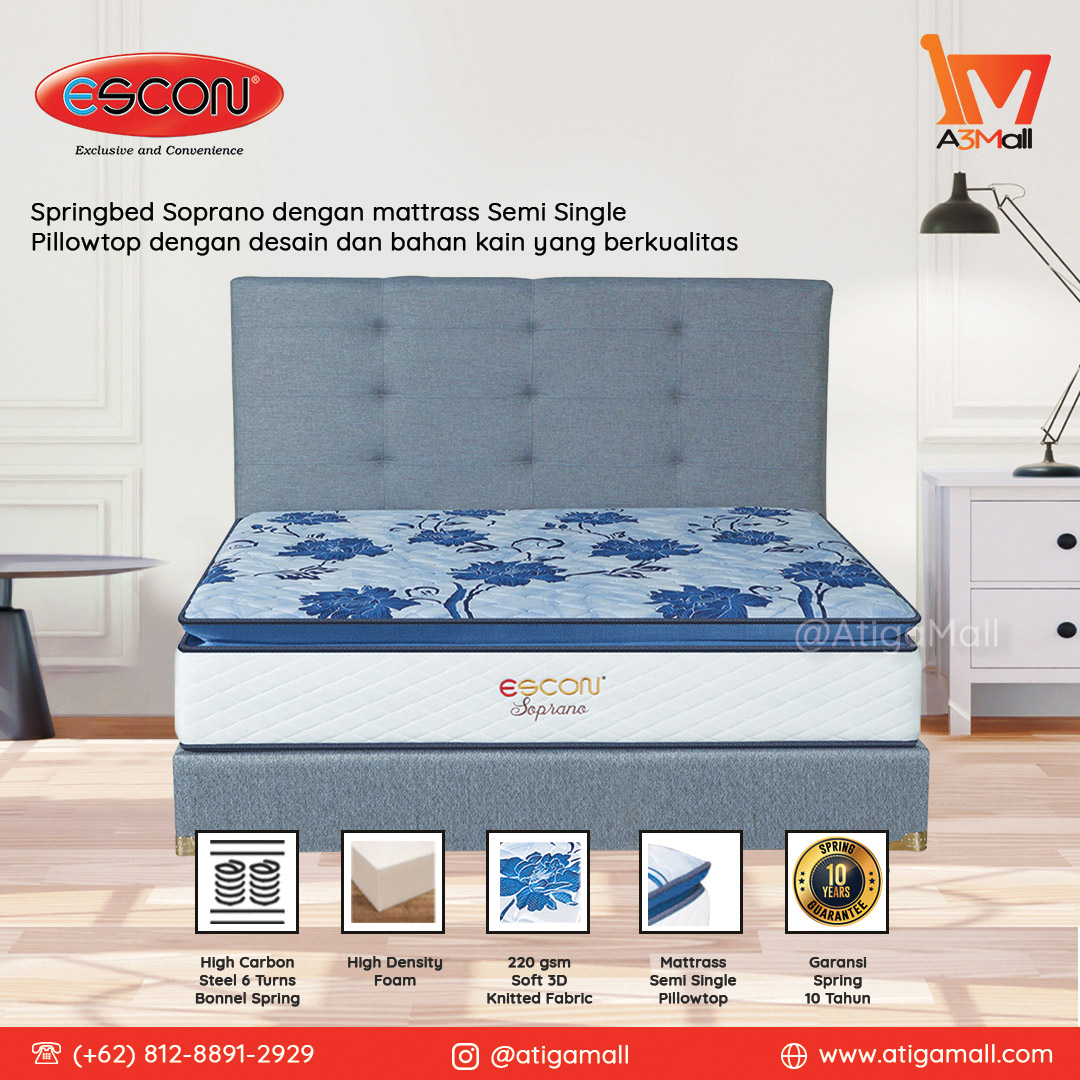 ESCON®
Exclusive and Convenience
A3Mall
Springbed Soprano dengan mattrass Semi Single
Pillowtop dengan desain dan bahan kain yang berkualitas
@AtigaMall
ESCON®
Soprano
SPRING
10
YEARS
GUARANTEE
High Carbon
Steel 6 Turns
Bonnel Spring
High Density
Foam
220 gsm
Soft 3D
Knitted Fabric
Mattrass
Semi Single
Pillowtop
Garansi
Spring
10 Tahun
(+62) 812-8891-2929
@atigamall
www.atigamall.com